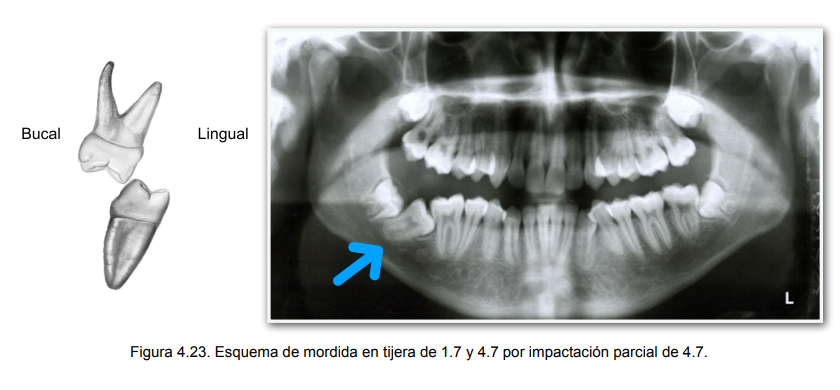 Bucal
Lingual
L
Figura 4.23. Esquema de mordida en tijera de 1.7 y 4.7 por impactación parcial de 4.7.